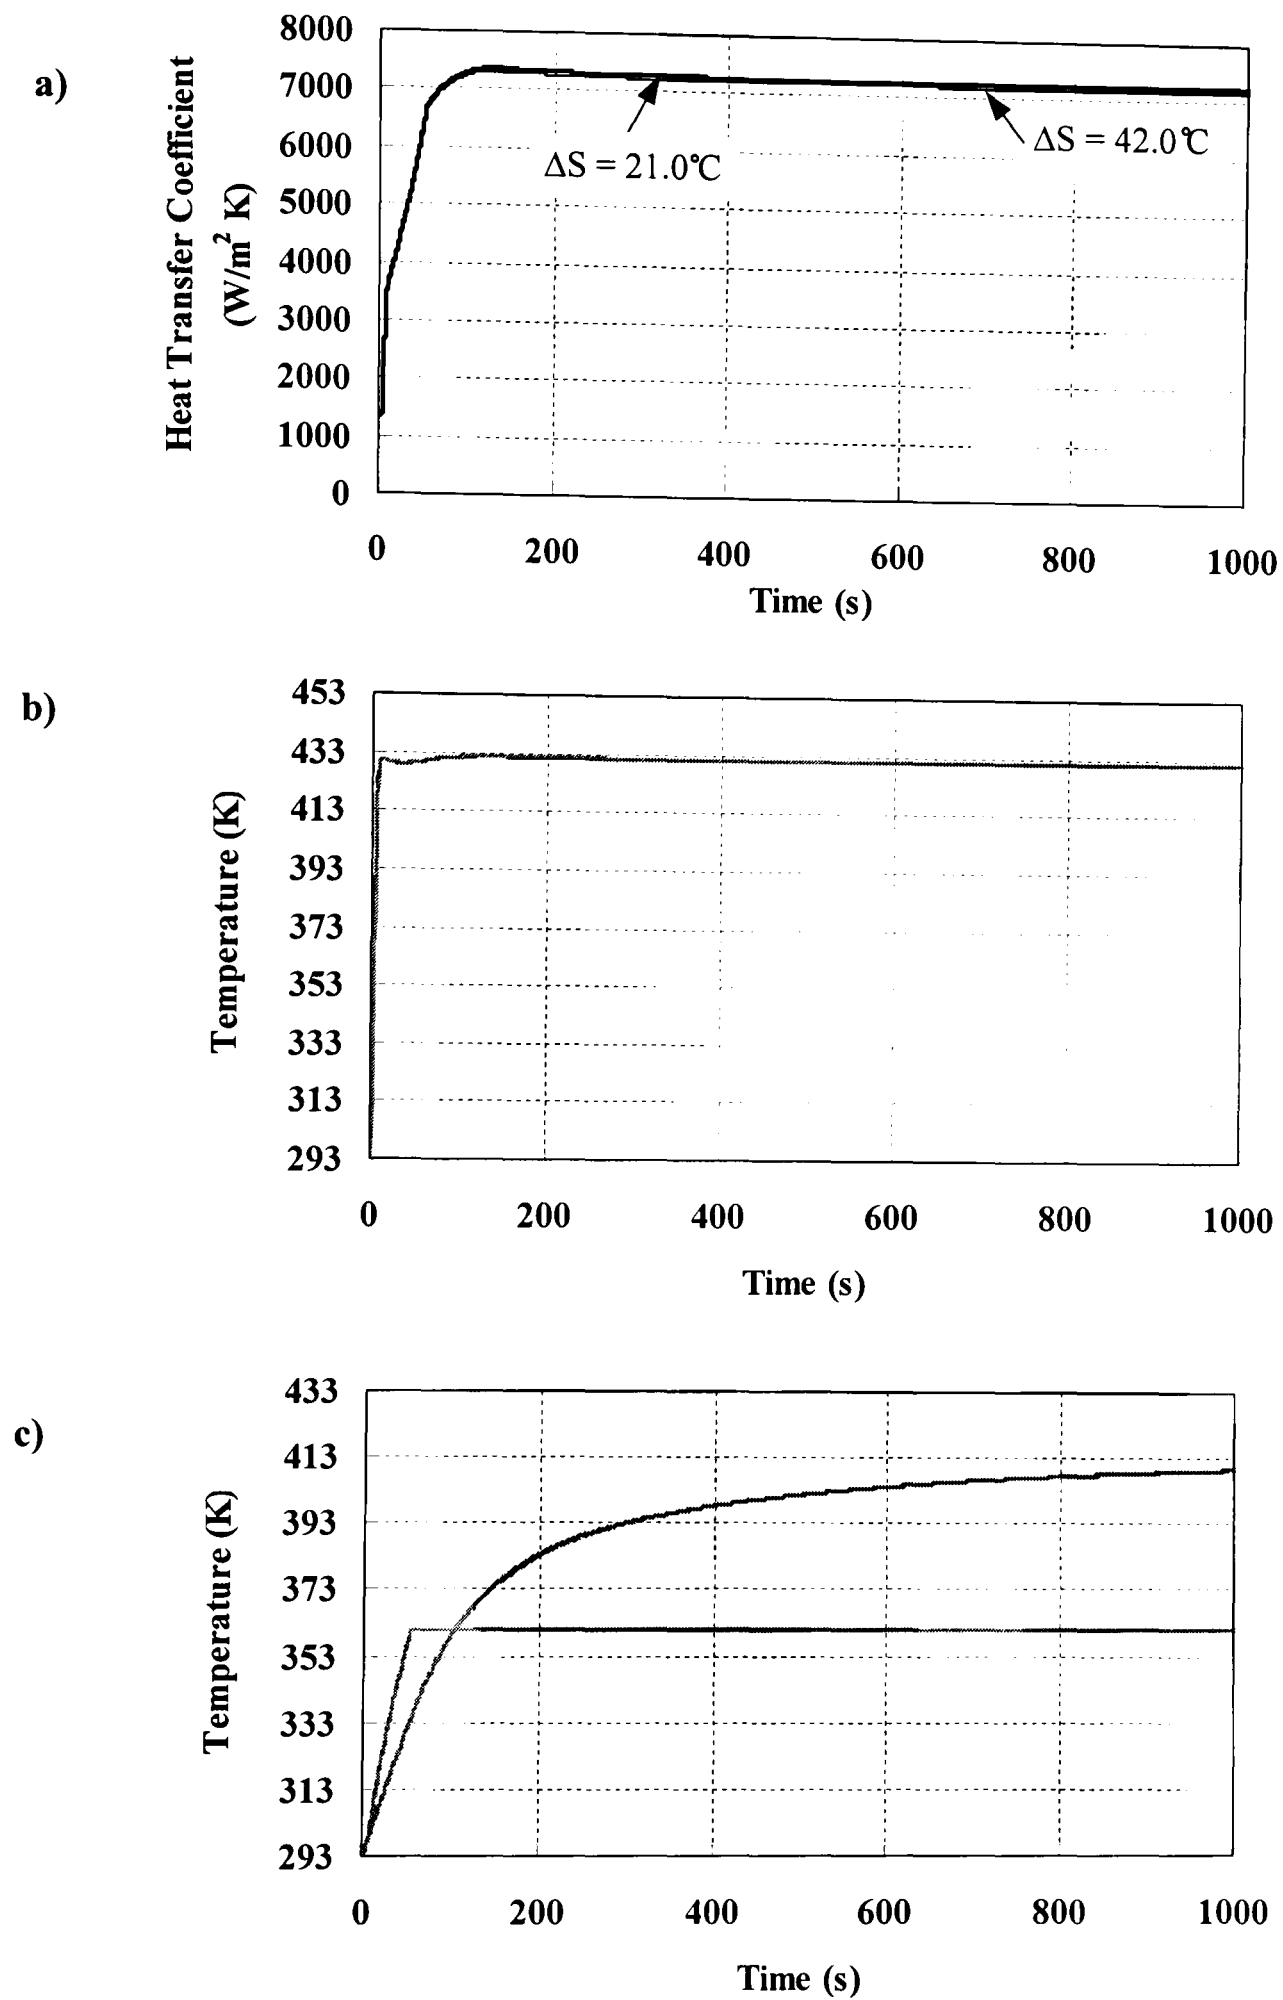 a)
Heat Transfer Coefficient
(W/m² K)
8000
7000
6000
5000
4000
3000
2000
1000
0
ΔS = 21.0℃
ΔS = 42.0℃
0 200 400 600 800 1000
Time (s)
b)
Temperature (K)
453
433
413
393
373
353
333
313
293
0 200 400 600 800 1000
Time (s)
c)
Temperature (K)
433
413
393
373
353
333
313
293
0 200 400 600 800 1000
Time (s)